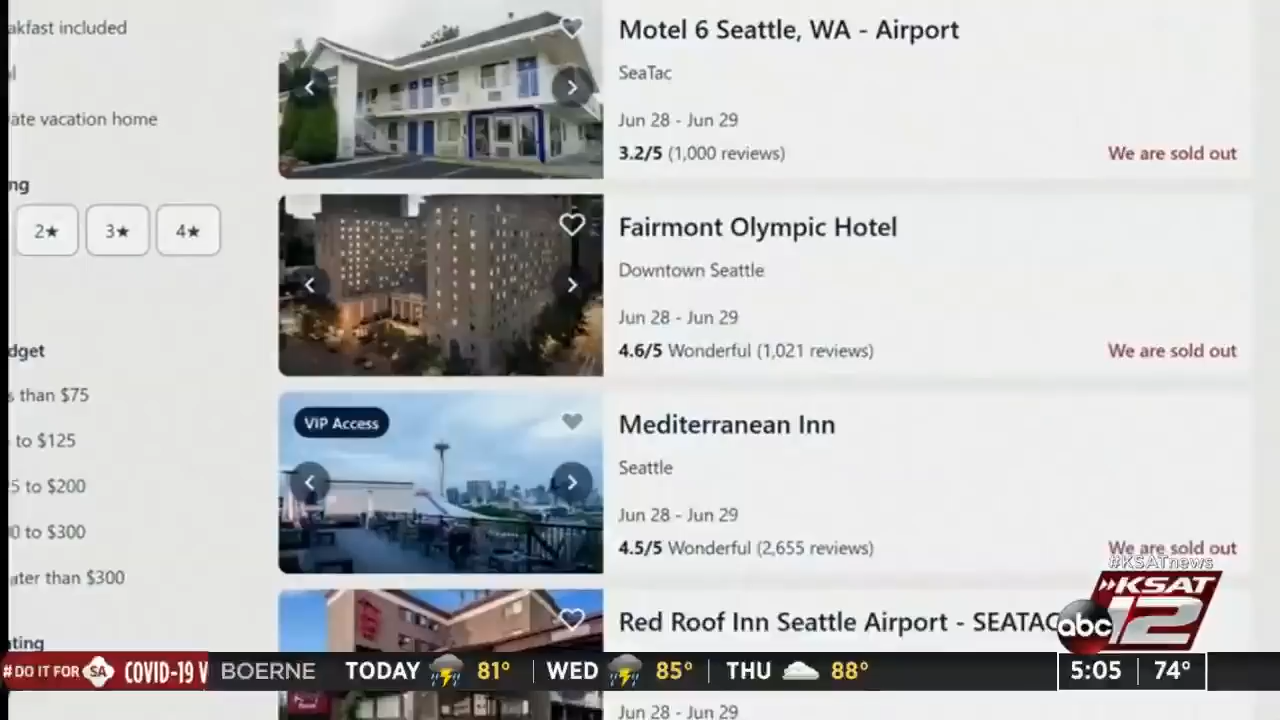 akfast included
l
ate vacation home
ng
2★
3★
4★
dget
s than $75
to $125
5 to $200
0 to $300
ater than $300
ating
Motel 6 Seattle, WA - Airport
SeaTac
Jun 28 - Jun 29
3.2/5 (1,000 reviews)
We are sold out
Fairmont Olympic Hotel
Downtown Seattle
Jun 28 - Jun 29
4.6/5 Wonderful (1,021 reviews)
We are sold out
VIP Access
Mediterranean Inn
Seattle
Jun 28 - Jun 29
4.5/5 Wonderful (2,655 reviews)
We are sold out
Red Roof Inn Seattle Airport - SEATAC
Jun 28 - Jun 29
#KSATnews
KSAT
abc 12
#DO IT FOR SA COVID-19 V BOERNE TODAY 81° WED 85° THU 88° 5:05 74°